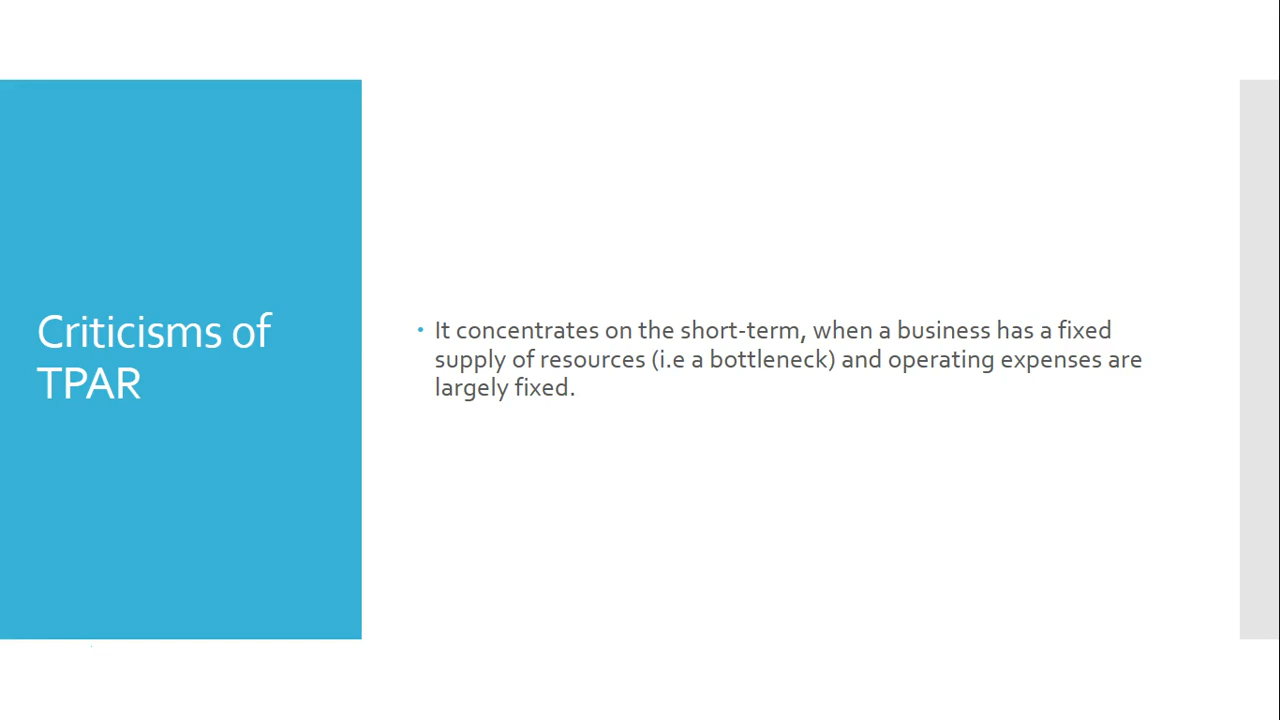 Criticisms of
TPAR
• It concentrates on the short-term, when a business has a fixed
supply of resources (i.e a bottleneck) and operating expenses are
largely fixed.